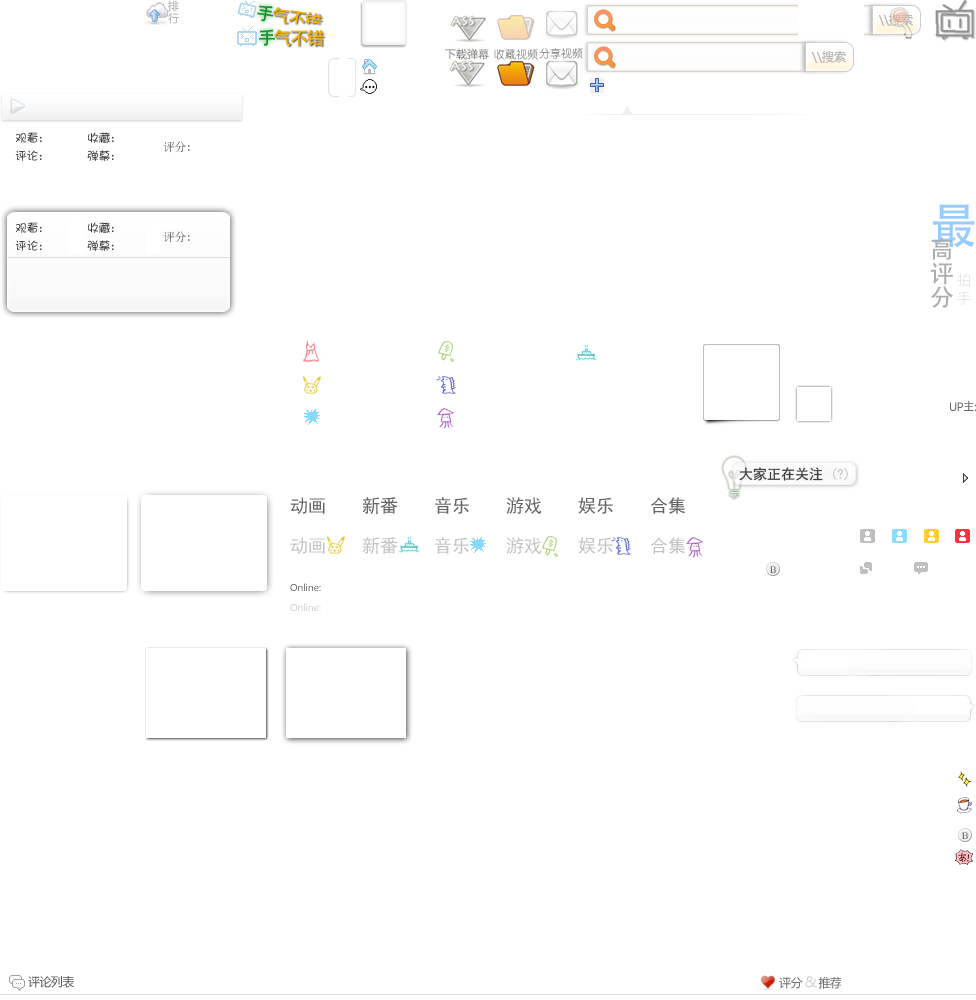 排行
手气不错
手气不错
ASS
\\搜索
下载弹幕 收藏视频 分享视频
ASS
\\搜索
观看: 收藏: 评分:
评论: 弹幕:
观看: 收藏: 评分:
评论: 弹幕:
最
高评分
拍手
UP主:
大家正在关注 (?)
动画 新番 音乐 游戏 娱乐 合集
动画 新番 音乐 游戏 娱乐 合集
B
Online:
Online:
B
评论列表
评分 & 推荐